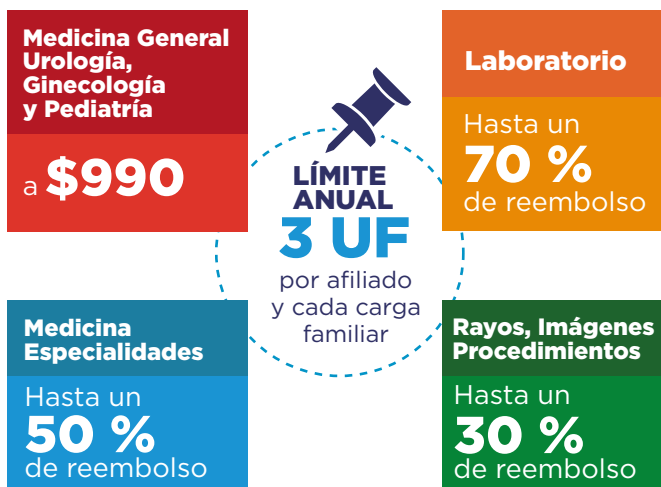 Medicina General
Urología,
Ginecología
y Pediatría
a $990
LÍMITE
ANUAL
3 UF
por afiliado
y cada carga
familiar
Laboratorio
Hasta un
70 %
de reembolso
Medicina
Especialidades
Hasta un
50 %
de reembolso
Rayos, Imágenes
Procedimientos
Hasta un
30 %
de reembolso